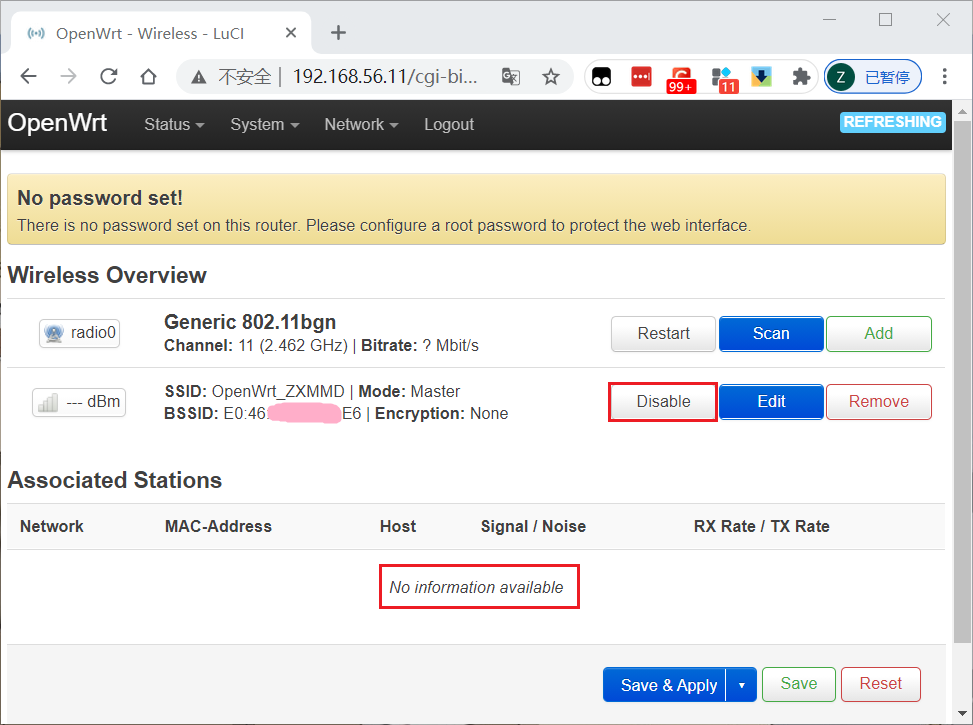 OpenWrt - Wireless - LuCI
不安全 | 192.168.56.11/cgi-bi...
99+
11
Z 已暂停
OpenWrt Status System Network Logout REFRESHING
No password set!
There is no password set on this router. Please configure a root password to protect the web interface.
Wireless Overview
radio0
Generic 802.11bgn
Channel: 11 (2.462 GHz) | Bitrate: ? Mbit/s
Restart Scan Add
--- dBm
SSID: OpenWrt_ZXMMD | Mode: Master
BSSID: E0:46: E6 | Encryption: None
Disable Edit Remove
Associated Stations
Network MAC-Address Host Signal / Noise RX Rate / TX Rate
No information available
Save & Apply Save Reset